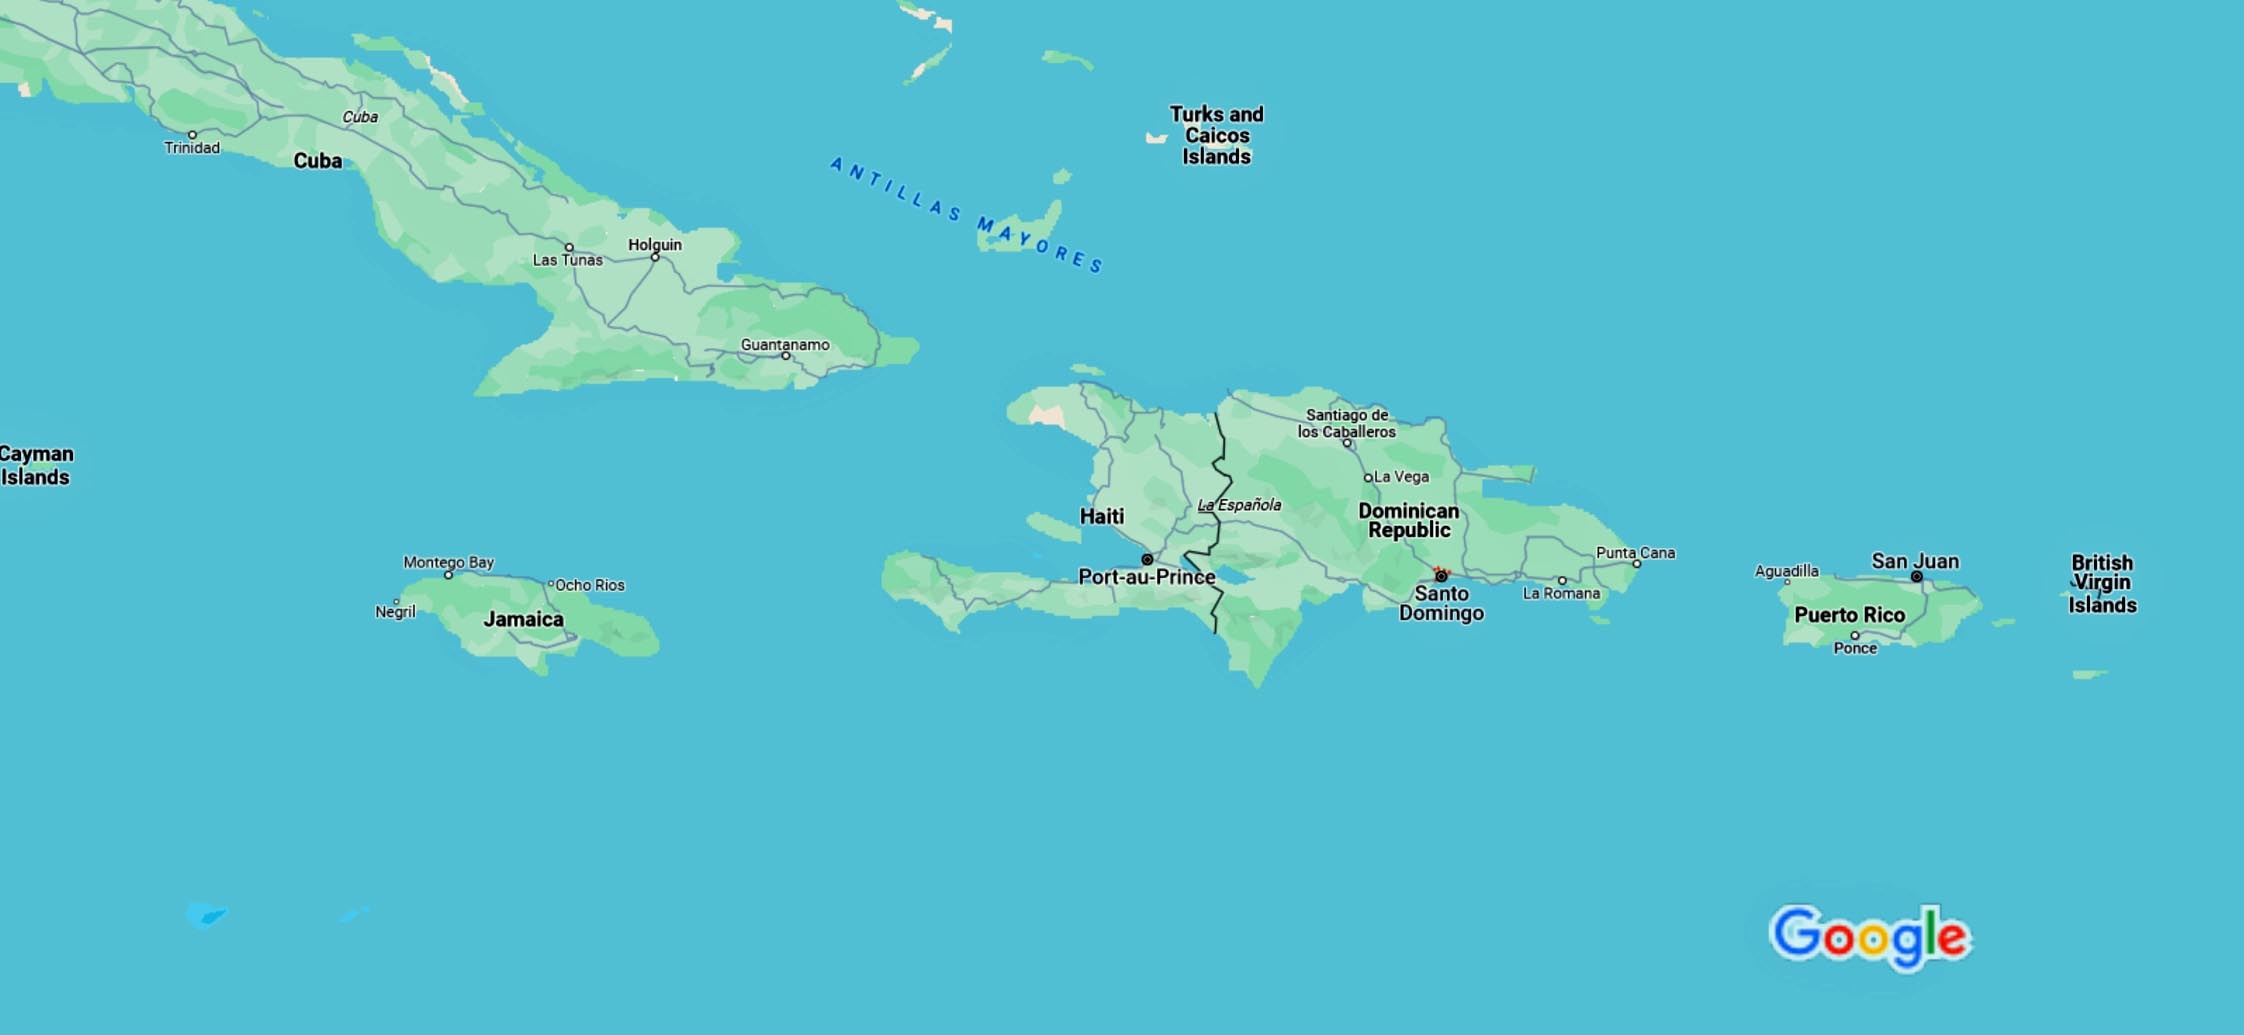 Turks and
Caicos
Islands
Cuba
Trinidad
Cuba
ANTILLAS MAYORES
Holguin
Las Tunas
Guantanamo
Cayman
Islands
Santiago de
los Caballeros
La Vega
La Española
Haiti
Dominican
Republic
Port-au-Prince
Santo
Domingo
Punta Cana
La Romana
Montego Bay
Ocho Rios
Negril
Jamaica
Aguadilla
San Juan
Puerto Rico
Ponce
British
Virgin
Islands
Google